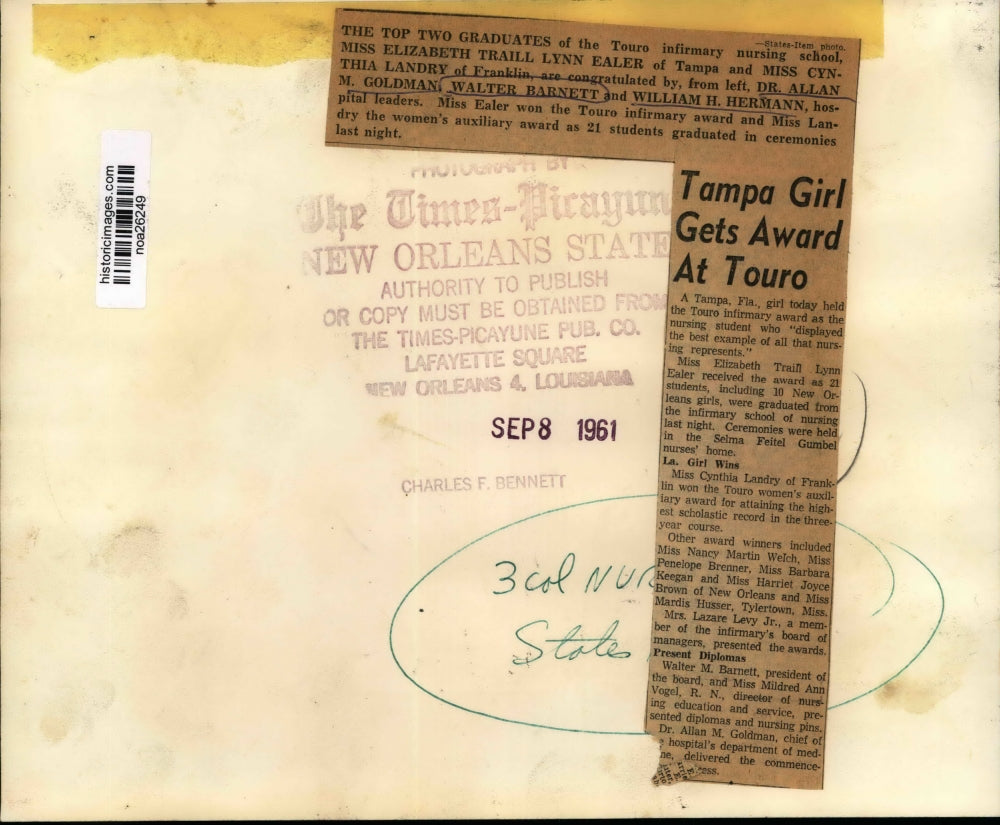 THE TOP TWO GRADUATES of the Touro infirmary nursing school,
—States-Item photo.
MISS ELIZABETH TRAILL LYNN EALER of Tampa and MISS CYN-
THIA LANDRY of Franklin, are congratulated by, from left, DR. ALLAN
M. GOLDMAN, WALTER BARNETT and WILLIAM H. HERMANN, hos-
pital leaders. Miss Ealer won the Touro infirmary award and Miss Lan-
dry the women's auxiliary award as 21 students graduated in ceremonies
last night.
historicimages.com
noa26249
PHOTOGRAPH BY
The Times-Picayun
NEW ORLEANS STATE
AUTHORITY TO PUBLISH
OR COPY MUST BE OBTAINED FROM
THE TIMES-PICAYUNE PUB. CO.
LAFAYETTE SQUARE
NEW ORLEANS 4, LOUISIANA
SEP 8 1961
CHARLES F. BENNETT
3 col NUR
States
Tampa Girl
Gets Award
At Touro
A Tampa, Fla., girl today held
the Touro infirmary award as the
nursing student who "displayed
the best example of all that nurs-
ing represents."
Miss Elizabeth Traill Lynn
Ealer received the award as 21
students, including 10 New Or-
leans girls, were graduated from
the infirmary school of nursing
last night. Ceremonies were held
in the Selma Feitel Gumbel
nurses' home.
La. Girl Wins
Miss Cynthia Landry of Frank-
lin won the Touro women's auxil-
iary award for attaining the high-
est scholastic record in the three-
year course.
Other award winners included
Miss Nancy Martin Welch, Miss
Penelope Brenner, Miss Barbara
Keegan and Miss Harriet Joyce
Brown of New Orleans and Miss
Mardis Husser, Tylertown, Miss.
Mrs. Lazare Levy Jr., a mem-
ber of the infirmary's board of
managers, presented the awards.
Present Diplomas
Walter M. Barnett, president of
the board, and Miss Mildred Ann
Vogel, R. N., director of nurs-
ing education and service, pre-
sented diplomas and nursing pins.
Dr. Allan M. Goldman, chief of
hospital's department of med-
ne, delivered the commence-
ess.